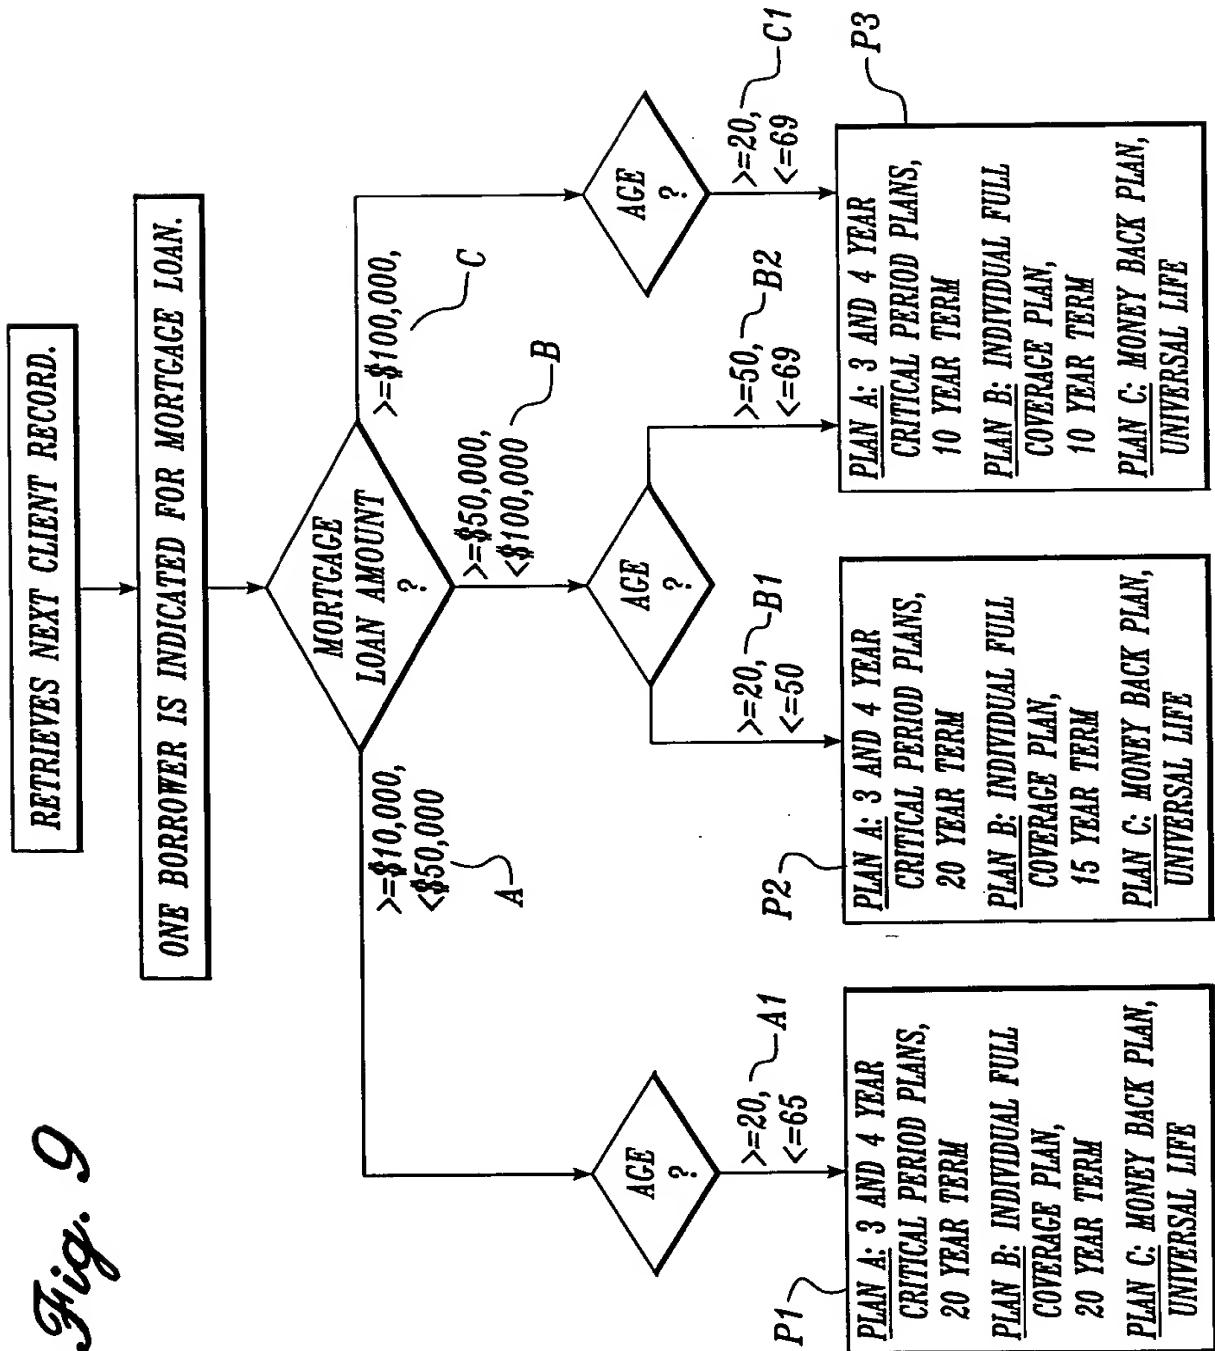 Fig. 9
RETRIEVES NEXT CLIENT RECORD.
ONE BORROWER IS INDICATED FOR MORTGAGE LOAN.
MORTGAGE
LOAN AMOUNT
?
>=$10,000,
<$50,000
A
>=$50,000,
<$100,000
B
>=$100,000,
C
AGE
?
>=20,
<=65
A1
AGE
?
>=20,
<=50
B1
>=50,
<=69
B2
AGE
?
>=20,
<=69
C1
P1
PLAN A: 3 AND 4 YEAR
CRITICAL PERIOD PLANS,
20 YEAR TERM
PLAN B: INDIVIDUAL FULL
COVERAGE PLAN,
20 YEAR TERM
PLAN C: MONEY BACK PLAN,
UNIVERSAL LIFE
P2
PLAN A: 3 AND 4 YEAR
CRITICAL PERIOD PLANS,
20 YEAR TERM
PLAN B: INDIVIDUAL FULL
COVERAGE PLAN,
15 YEAR TERM
PLAN C: MONEY BACK PLAN,
UNIVERSAL LIFE
P3
PLAN A: 3 AND 4 YEAR
CRITICAL PERIOD PLANS,
10 YEAR TERM
PLAN B: INDIVIDUAL FULL
COVERAGE PLAN,
10 YEAR TERM
PLAN C: MONEY BACK PLAN,
UNIVERSAL LIFE